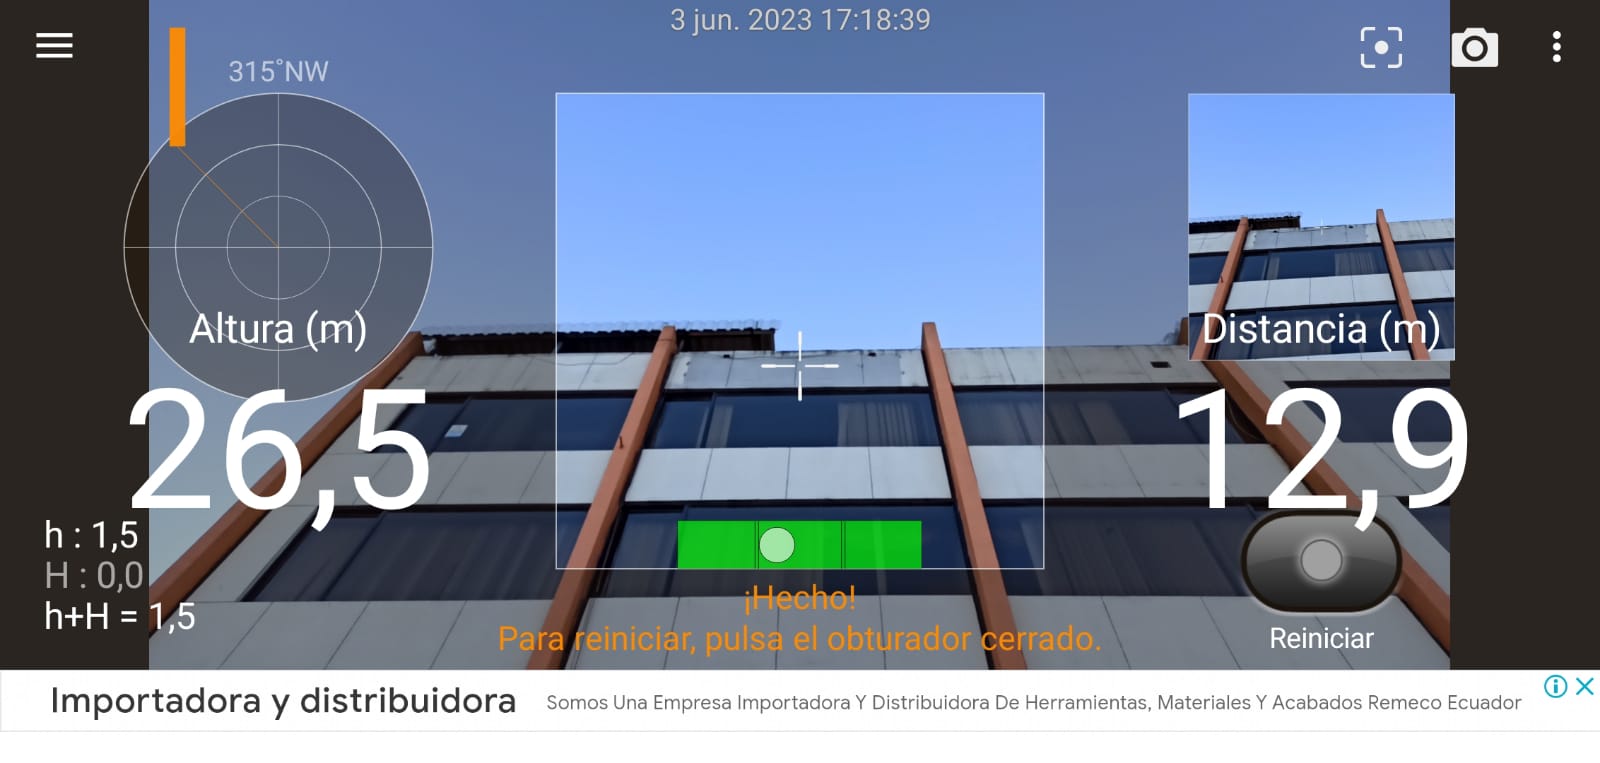 3 jun. 2023 17:18:39
315°NW
Altura (m)
26,5
Distancia (m)
12,9
h : 1,5
H : 0,0
h+H = 1,5
¡Hecho!
Para reiniciar, pulsa el obturador cerrado.
Reiniciar
Importadora y distribuidora
Somos Una Empresa Importadora Y Distribuidora De Herramientas, Materiales Y Acabados Remeco Ecuador